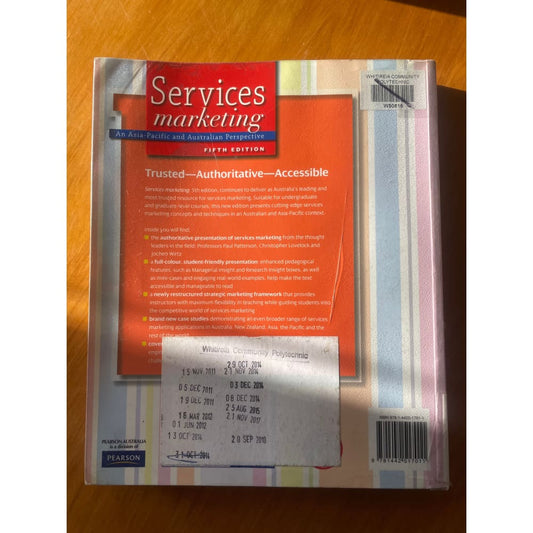 Services
marketing
An Asia-Pacific and Australian Perspective
FIFTH EDITION
WHITIREIA COMMUNITY
POLYTECHNIC
Trusted—Authoritative—Accessible
Services marketing, 5th edition, continues to deliver as Australia's leading and
most trusted resource for services marketing. Suitable for undergraduate
and graduate-level courses, this new edition presents cutting-edge services
marketing concepts and techniques in an Australian and Asia-Pacific context.
Inside you will find:
the authoritative presentation of services marketing from the thought
leaders in the field: Professors Paul Patterson, Christopher Lovelock and
Jochen Wirtz
a full-colour, student-friendly presentation: enhanced pedagogical
features, such as Managerial Insight and Research Insight boxes, as well
as mini-cases and engaging real-world examples, help make the text
accessible and manageable to read
a newly restructured strategic marketing framework that provides
instructors with maximum flexibility in teaching while guiding students into
the competitive world of services marketing
brand new case studies demonstrating an even broader range of services
marketing applications in Australia, New Zealand, Asia, the Pacific and the
rest of the world
Whitireia Community Polytechnic
29 OCT 2014
15 NOV 2011 21 NOV 2014
05 DEC 2011 03 DEC 2014
19 DEC 2011 08 DEC 2014
25 AUG 2015
16 MAR 2012 21 NOV 2017
01 JUN 2012
13 OCT 2014 20 SEP 2018
31 OCT 2014
PEARSON AUSTRALIA
is a division of
PEARSON
9 781442 017011